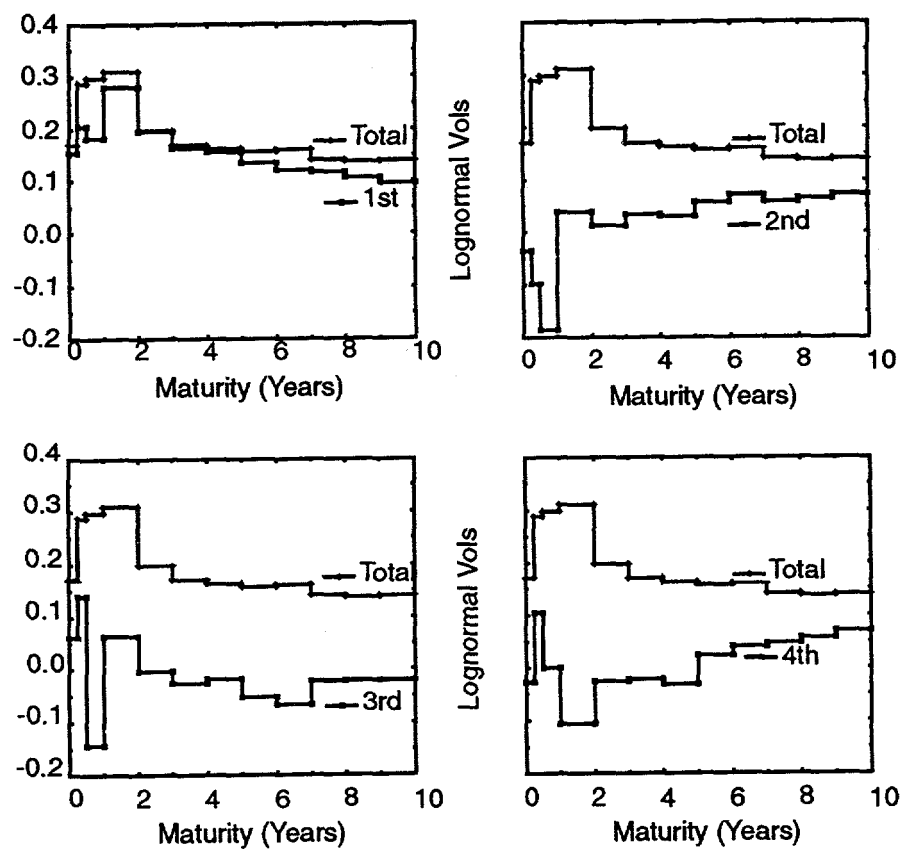 0.4
0.3
0.2
0.1
0.0
-0.1
-0.2
Total
1st
0 2 4 6 8 10
Maturity (Years)
Lognormal Vols
Total
2nd
0 2 4 6 8 10
Maturity (Years)
0.4
0.3
0.2
0.1
0.0
-0.1
-0.2
Total
3rd
0 2 4 6 8 10
Maturity (Years)
Lognormal Vols
Total
4th
0 2 4 6 8 10
Maturity (Years)